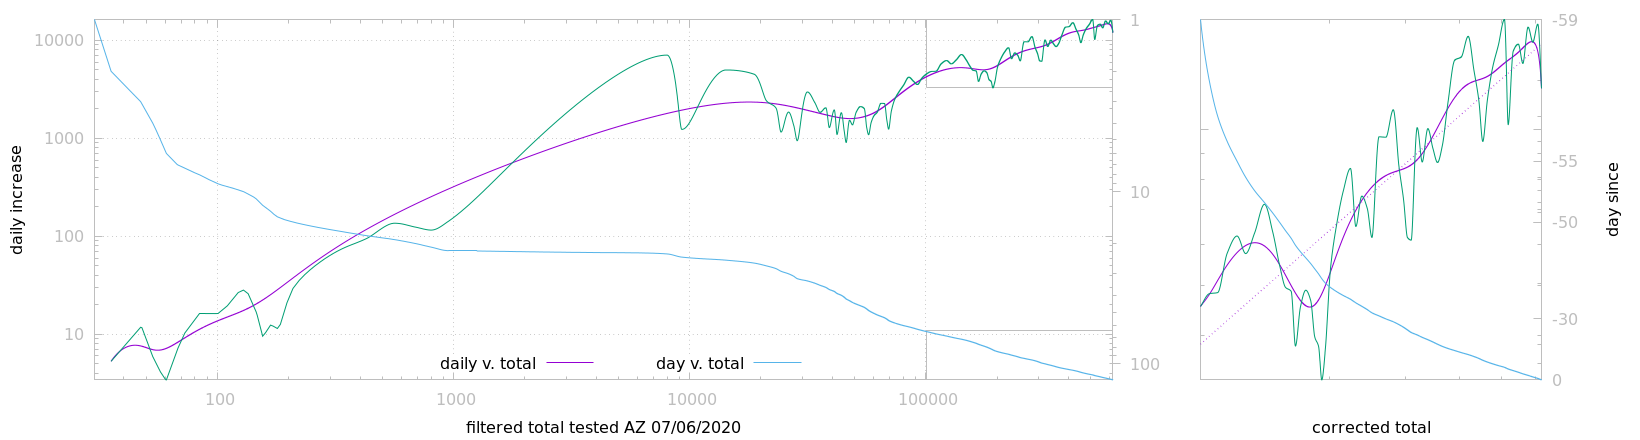 10000
1000
100
10
daily increase
100
1000
10000
100000
filtered total tested AZ 07/06/2020
daily v. total
day v. total
1
10
100
-59
-55
-50
-30
0
day since
corrected total